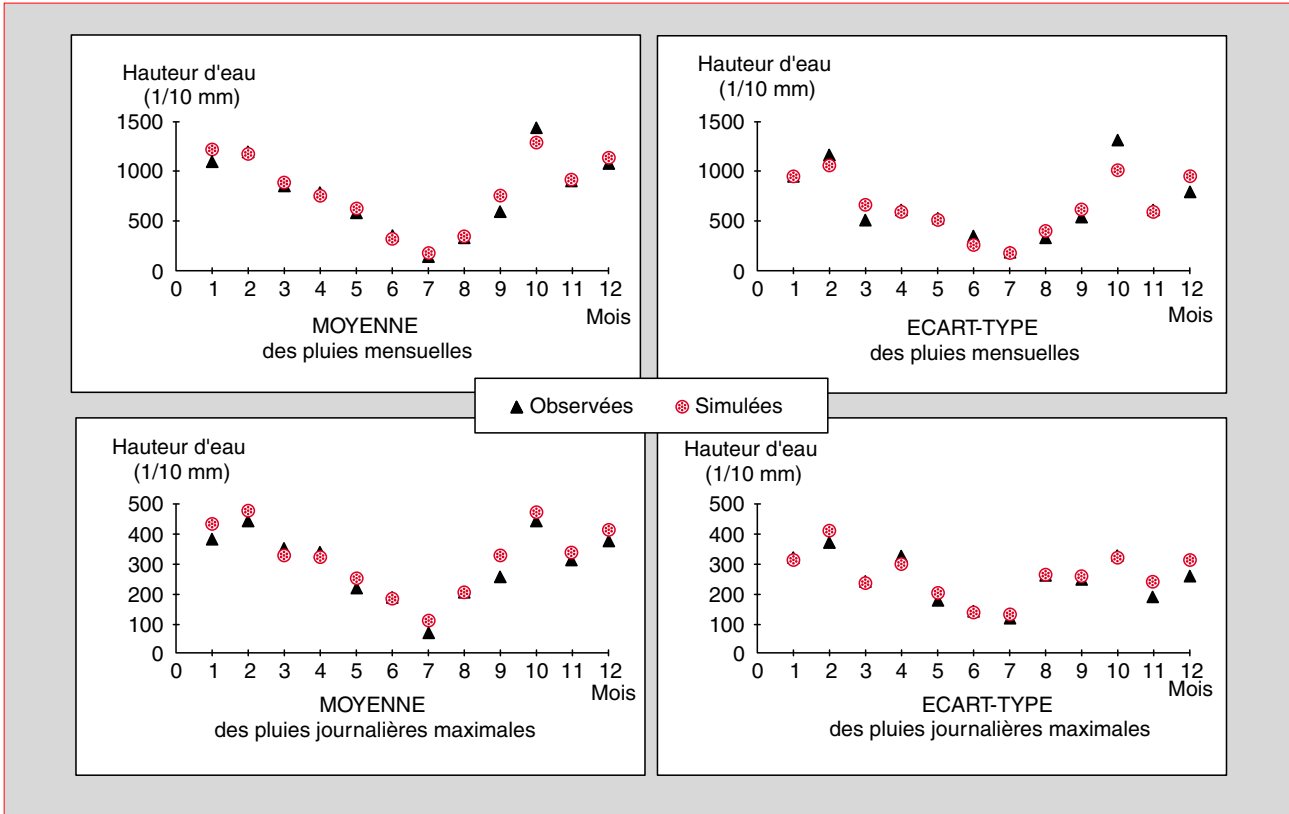 Hauteur d'eau
(1/10 mm)
1500
1000
500
0
0 1 2 3 4 5 6 7 8 9 10 11 12
Mois
MOYENNE
des pluies mensuelles
Hauteur d'eau
(1/10 mm)
1500
1000
500
0
0 1 2 3 4 5 6 7 8 9 10 11 12
Mois
ECART-TYPE
des pluies mensuelles
Observées Simulées
Hauteur d'eau
(1/10 mm)
500
400
300
200
100
0
0 1 2 3 4 5 6 7 8 9 10 11 12
Mois
MOYENNE
des pluies journalières maximales
Hauteur d'eau
(1/10 mm)
500
400
300
200
100
0
0 1 2 3 4 5 6 7 8 9 10 11 12
Mois
ECART-TYPE
des pluies journalières maximales